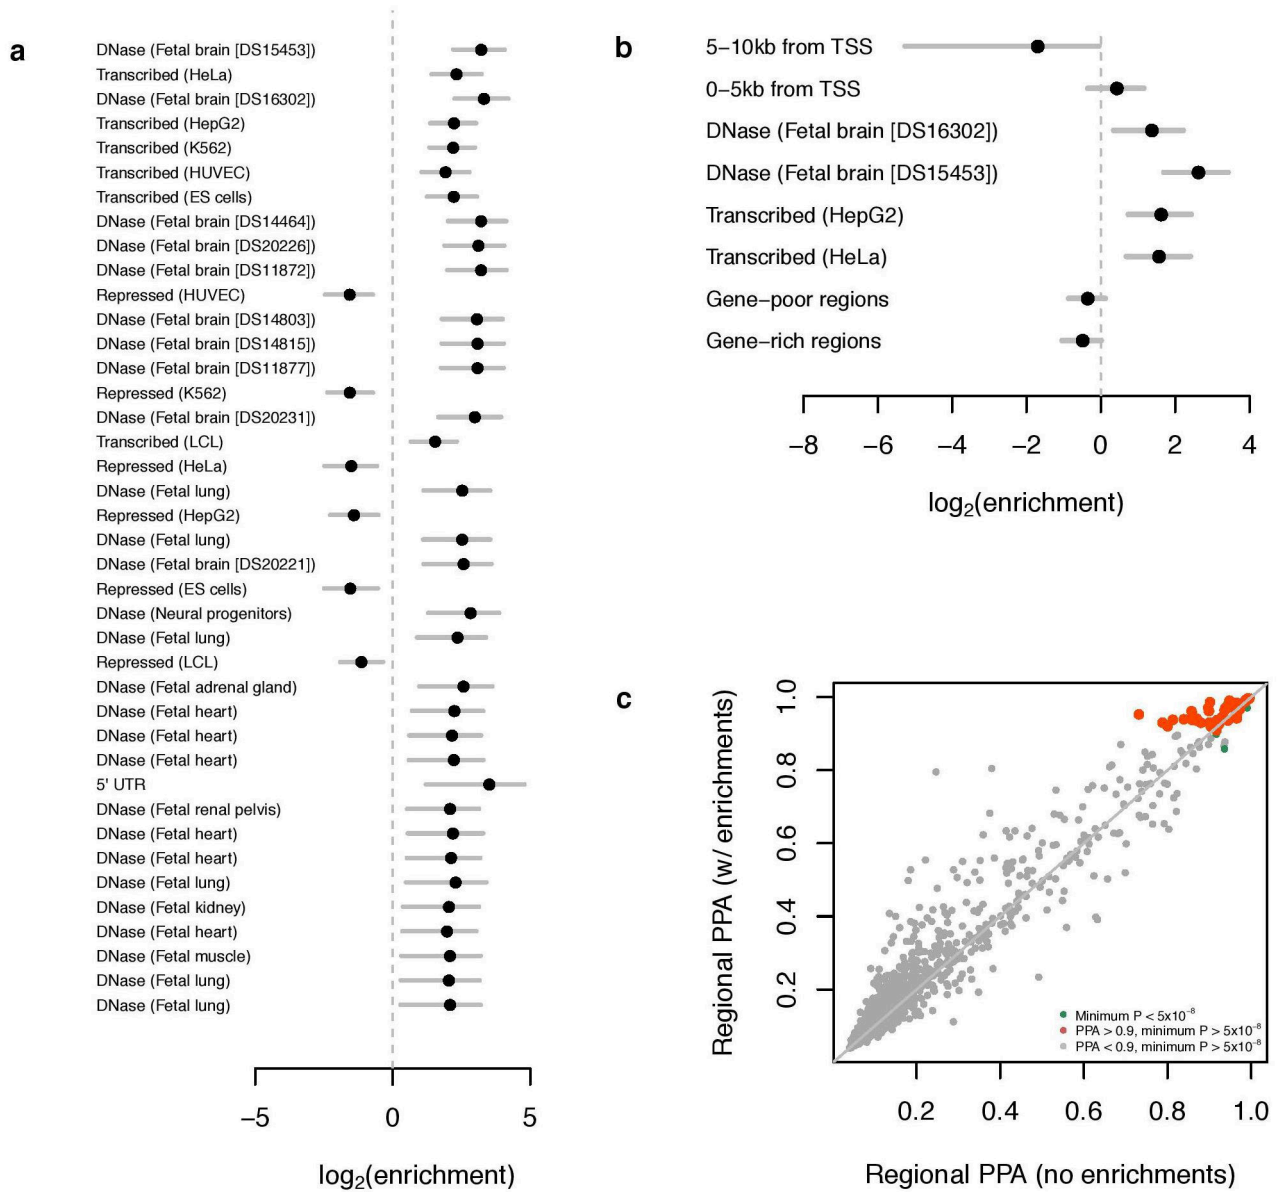 a
DNase (Fetal brain [DS15453])
Transcribed (HeLa)
DNase (Fetal brain [DS16302])
Transcribed (HepG2)
Transcribed (K562)
Transcribed (HUVEC)
Transcribed (ES cells)
DNase (Fetal brain [DS14464])
DNase (Fetal brain [DS20226])
DNase (Fetal brain [DS11872])
Repressed (HUVEC)
DNase (Fetal brain [DS14803])
DNase (Fetal brain [DS14815])
DNase (Fetal brain [DS11877])
Repressed (K562)
DNase (Fetal brain [DS20231])
Transcribed (LCL)
Repressed (HeLa)
DNase (Fetal lung)
Repressed (HepG2)
DNase (Fetal lung)
DNase (Fetal brain [DS20221])
Repressed (ES cells)
DNase (Neural progenitors)
DNase (Fetal lung)
Repressed (LCL)
DNase (Fetal adrenal gland)
DNase (Fetal heart)
DNase (Fetal heart)
DNase (Fetal heart)
5' UTR
DNase (Fetal renal pelvis)
DNase (Fetal heart)
DNase (Fetal heart)
DNase (Fetal lung)
DNase (Fetal kidney)
DNase (Fetal heart)
DNase (Fetal muscle)
DNase (Fetal lung)
DNase (Fetal lung)
−5 0 5
log₂(enrichment)
b
5−10kb from TSS
0−5kb from TSS
DNase (Fetal brain [DS16302])
DNase (Fetal brain [DS15453])
Transcribed (HepG2)
Transcribed (HeLa)
Gene−poor regions
Gene−rich regions
−8 −6 −4 −2 0 2 4
log₂(enrichment)
c
Regional PPA (w/ enrichments)
1.0
0.8
0.6
0.4
0.2
Minimum P < 5x10⁻⁸
PPA > 0.9, minimum P > 5x10⁻⁸
PPA < 0.9, minimum P > 5x10⁻⁸
0.2 0.4 0.6 0.8 1.0
Regional PPA (no enrichments)